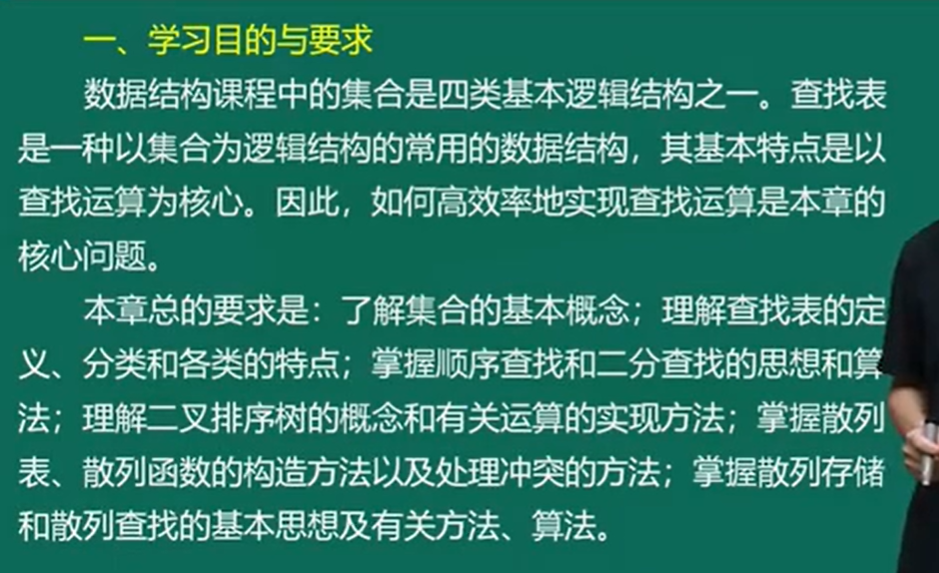 一、学习目的与要求
数据结构课程中的集合是四类基本逻辑结构之一。查找表
是一种以集合为逻辑结构的常用的数据结构，其基本特点是以
查找运算为核心。因此，如何高效率地实现查找运算是本章的
核心问题。
本章总的要求是：了解集合的基本概念；理解查找表的定
义、分类和各类的特点；掌握顺序查找和二分查找的思想和算
法；理解二叉排序树的概念和有关运算的实现方法；掌握散列
表、散列函数的构造方法以及处理冲突的方法；掌握散列存储
和散列查找的基本思想及有关方法、算法。